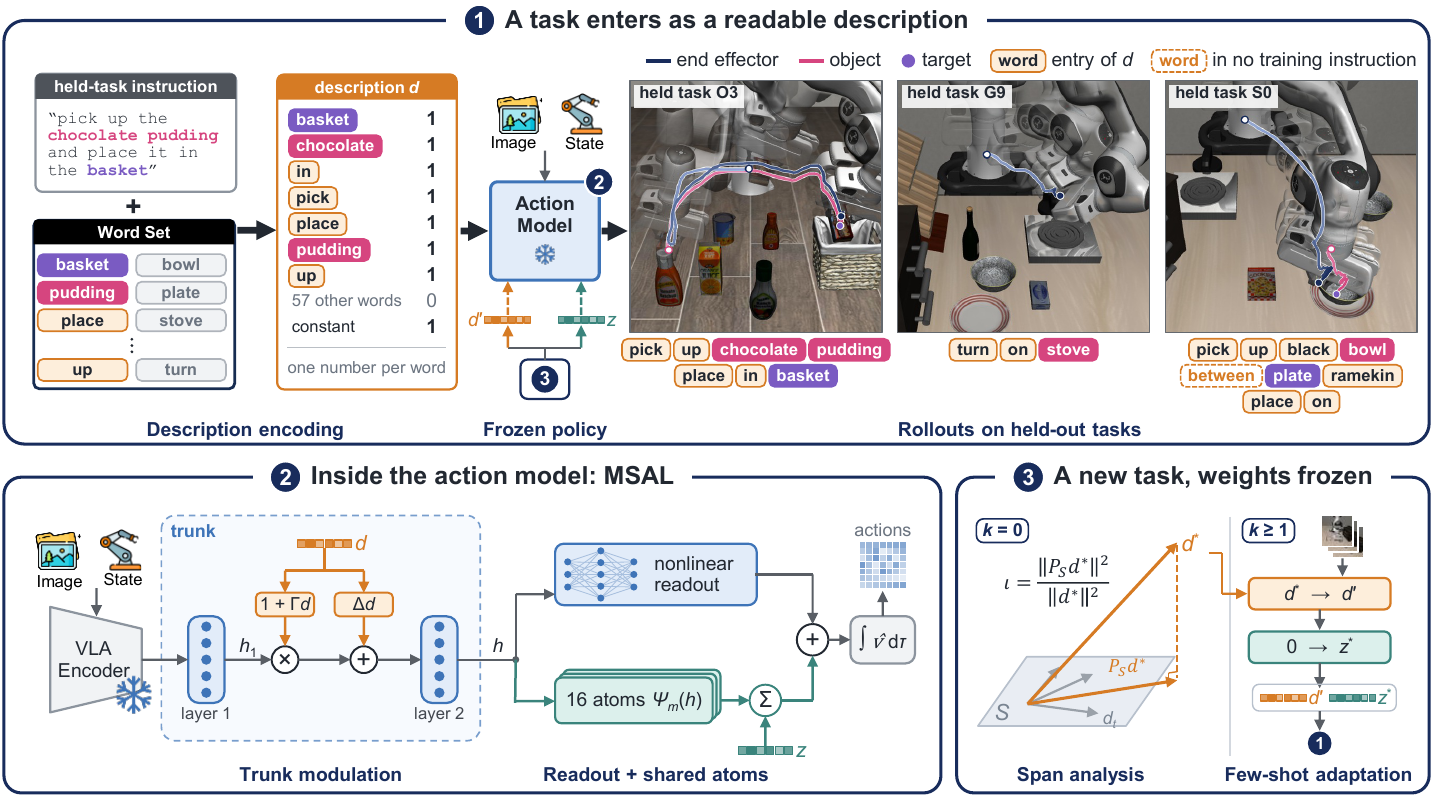 1 A task enters as a readable description
end effector object target word entry of d word in no training instruction
held-task instruction
"pick up the
chocolate pudding
and place it in
the basket"
+
Word Set
basket bowl
pudding plate
place stove
⋮
up turn
description d
basket 1
chocolate 1
in 1
pick 1
place 1
pudding 1
up 1
57 other words 0
constant 1
one number per word
Image State
2
Action
Model
d′ z
3
held task O3
pick up chocolate pudding
place in basket
held task G9
turn on stove
held task S0
pick up black bowl
between plate ramekin
place on
Description encoding
Frozen policy
Rollouts on held-out tasks
2 Inside the action model: MSAL
Image State
VLA
Encoder
trunk
layer 1
h₁
d
1 + Γd Δd
×
+
layer 2
h
nonlinear
readout
16 atoms Ψₘ(h)
Σ
z
+
actions
∫ v̂ dτ
Trunk modulation
Readout + shared atoms
3 A new task, weights frozen
k = 0
ι = ‖P_S d*‖² / ‖d*‖²
d*
P_S d*
S
d_t
Span analysis
k ≥ 1
d* → d′
0 → z*
d′ z*
1
Few-shot adaptation